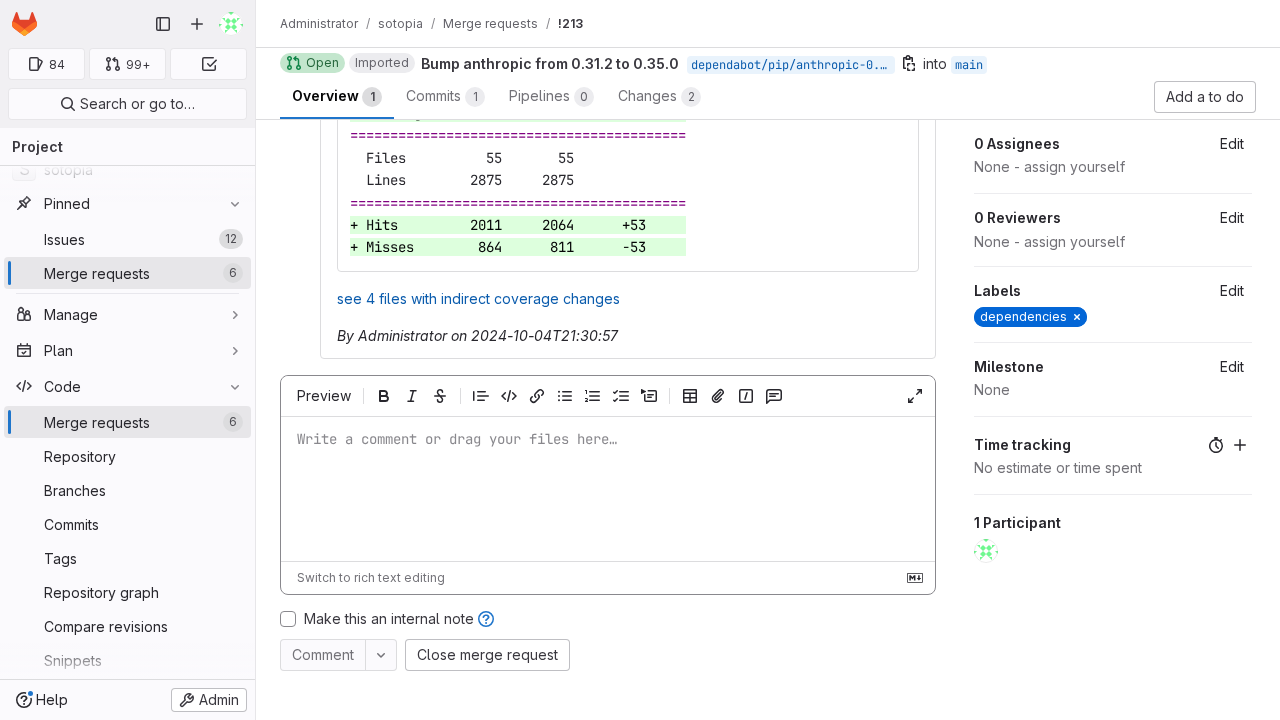 84
99+
Search or go to…
Project
S sotopia
Pinned
Issues 12
Merge requests 6
Manage
Plan
Code
Merge requests 6
Repository
Branches
Commits
Tags
Repository graph
Compare revisions
Snippets
Help
Admin
Administrator / sotopia / Merge requests / !213
Open Imported Bump anthropic from 0.31.2 to 0.35.0 dependabot/pip/anthropic-0.… into main
Overview 1 Commits 1 Pipelines 0 Changes 2 Add a to do
==========================================
Files 55 55
Lines 2875 2875
==========================================
+ Hits 2011 2064 +53
+ Misses 864 811 -53
see 4 files with indirect coverage changes
By Administrator on 2024-10-04T21:30:57
Preview
Write a comment or drag your files here…
Switch to rich text editing
Make this an internal note
Comment
Close merge request
0 Assignees Edit
None - assign yourself
0 Reviewers Edit
None - assign yourself
Labels Edit
dependencies ×
Milestone Edit
None
Time tracking
No estimate or time spent
1 Participant